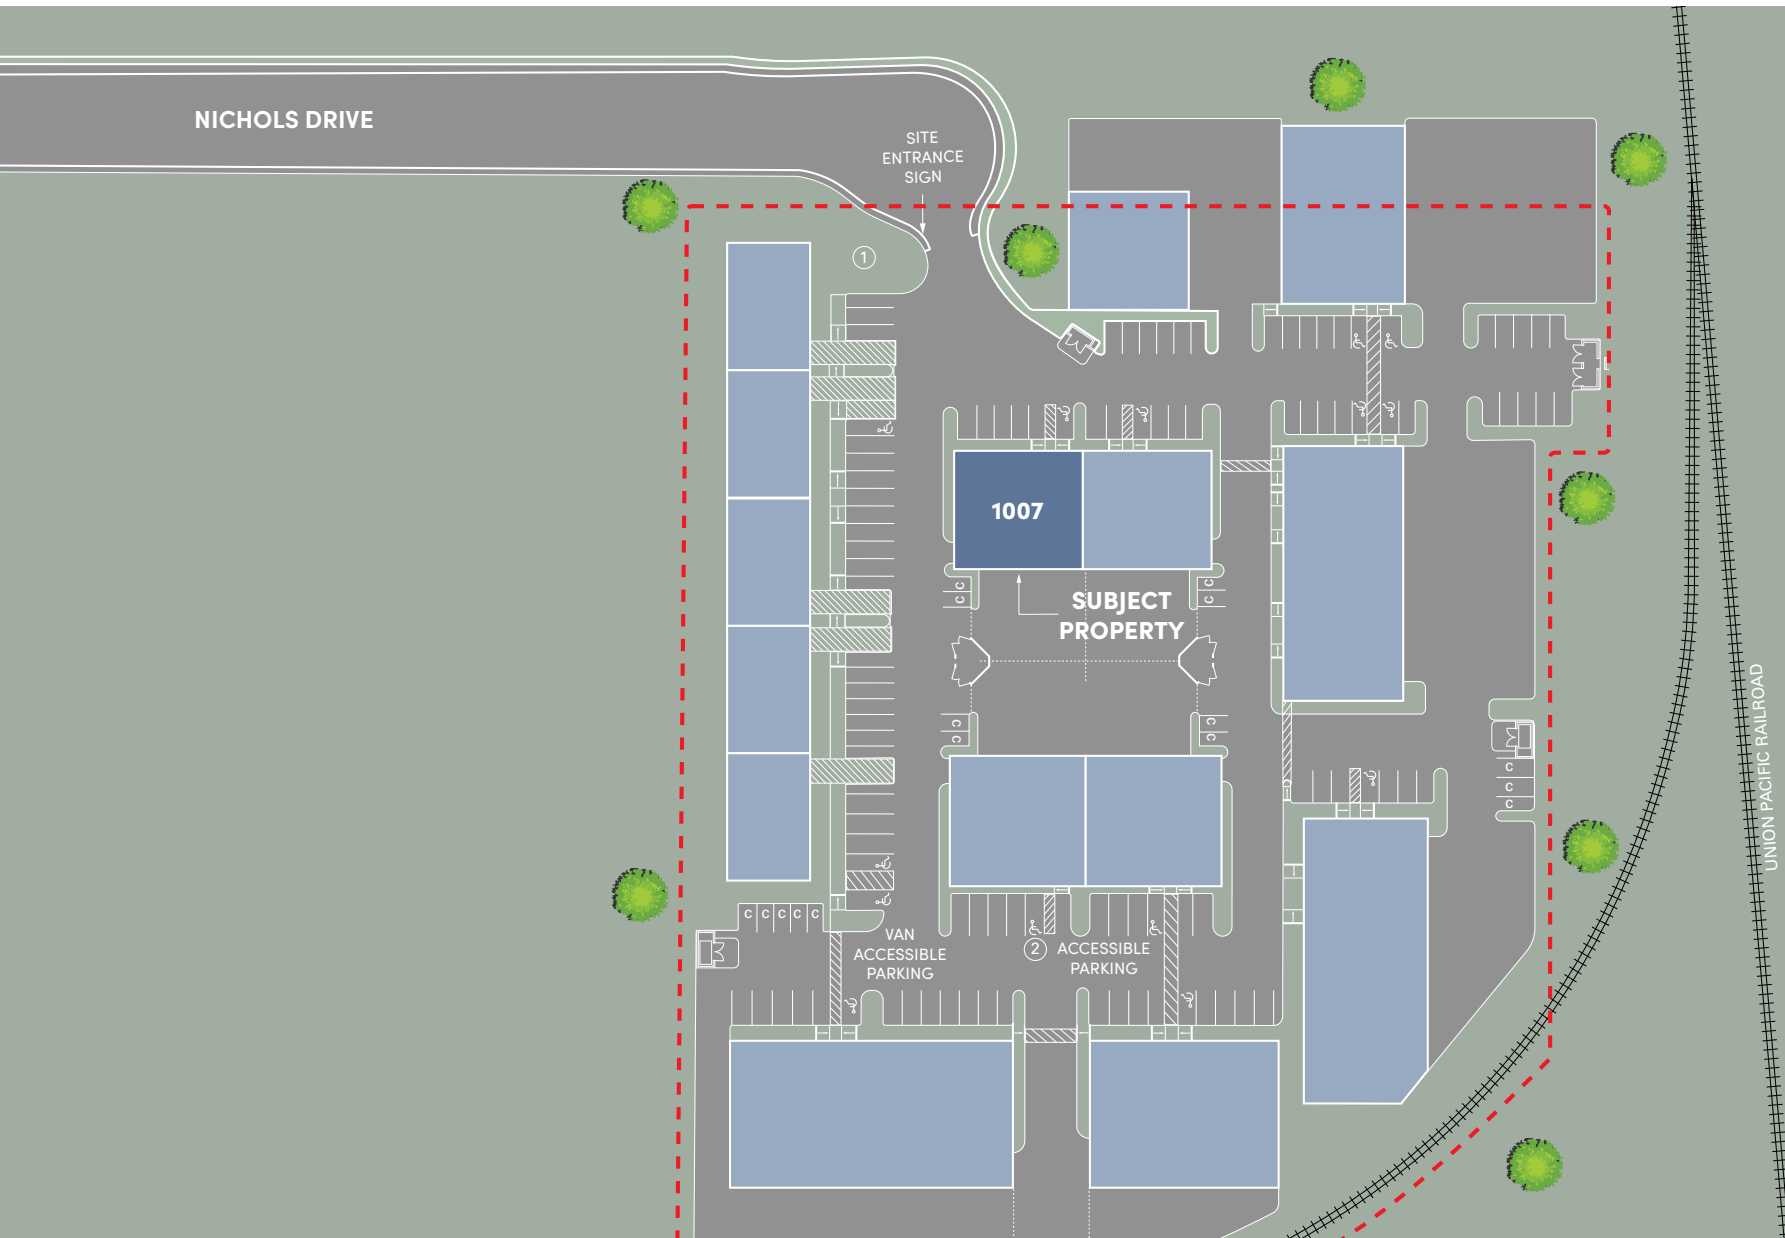 NICHOLS DRIVE
SITE
ENTRANCE
SIGN
1
1007
SUBJECT
PROPERTY
C
C
C
C
C
C
C
C
UNION PACIFIC RAILROAD
C
C
C
C C C C C
VAN
ACCESSIBLE
PARKING
2 ACCESSIBLE
PARKING